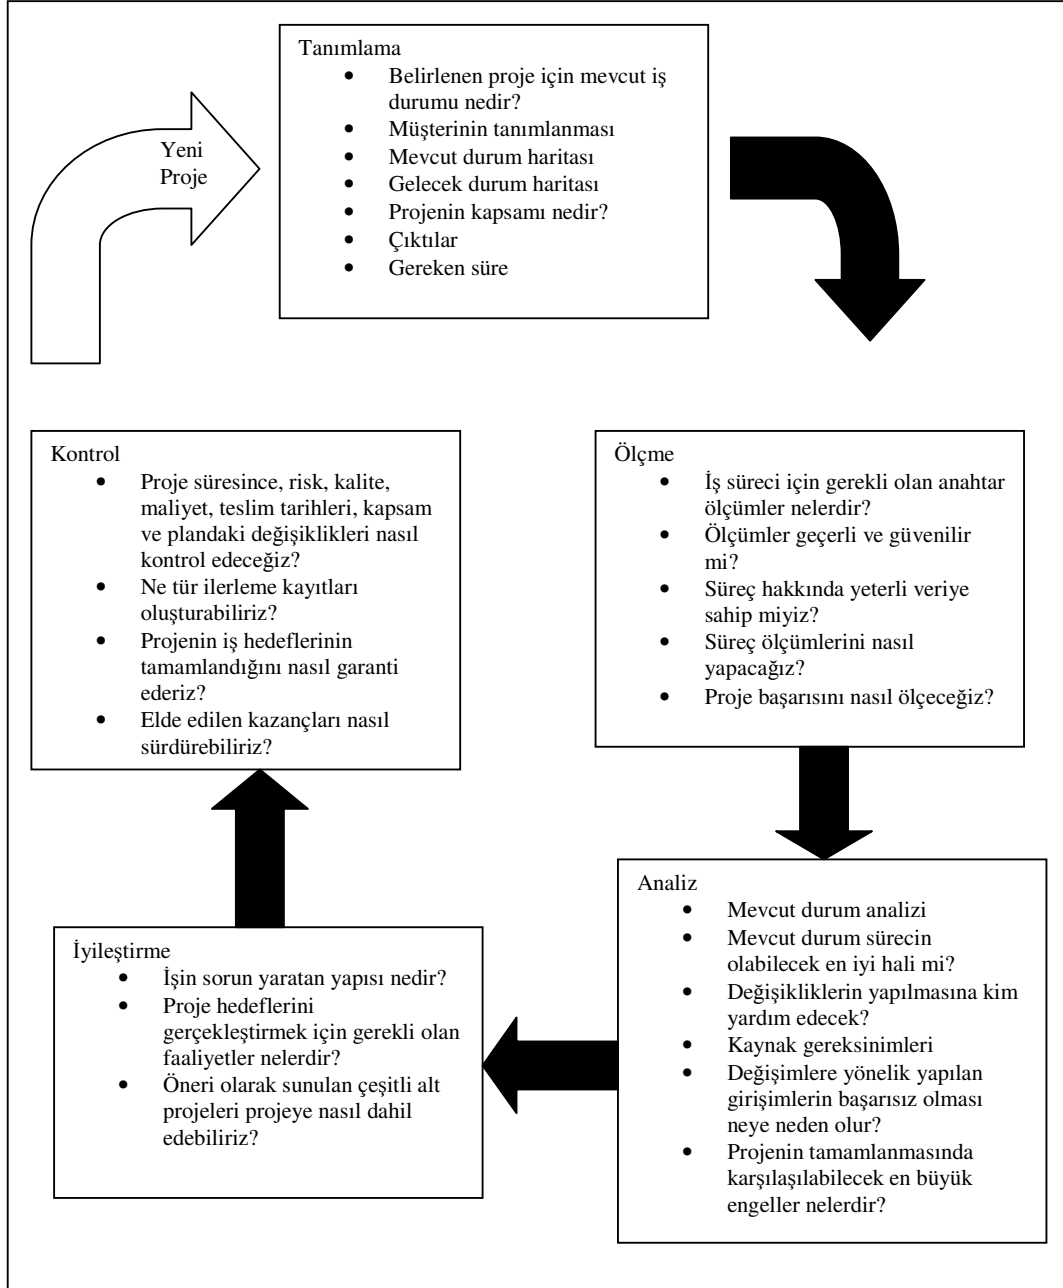 Tanımlama
• Belirlenen proje için mevcut iş
durumu nedir?
• Müşterinin tanımlanması
• Mevcut durum haritası
• Gelecek durum haritası
• Projenin kapsamı nedir?
• Çıktılar
• Gereken süre
Yeni
Proje
Ölçme
• İş süreci için gerekli olan anahtar
ölçümler nelerdir?
• Ölçümler geçerli ve güvenilir
mi?
• Süreç hakkında yeterli veriye
sahip miyiz?
• Süreç ölçümlerini nasıl
yapacağız?
• Proje başarısını nasıl ölçeceğiz?
Analiz
• Mevcut durum analizi
• Mevcut durum sürecin
olabilecek en iyi hali mi?
• Değişikliklerin yapılmasına kim
yardım edecek?
• Kaynak gereksinimleri
• Değişimlere yönelik yapılan
girişimlerin başarısız olması
neye neden olur?
• Projenin tamamlanmasında
karşılaşılabilecek en büyük
engeller nelerdir?
İyileştirme
• İşin sorun yaratan yapısı nedir?
• Proje hedeflerini
gerçekleştirmek için gerekli olan
faaliyetler nelerdir?
• Öneri olarak sunulan çeşitli alt
projeleri projeye nasıl dahil
edebiliriz?
Kontrol
• Proje süresince, risk, kalite,
maliyet, teslim tarihleri, kapsam
ve plandaki değişiklikleri nasıl
kontrol edeceğiz?
• Ne tür ilerleme kayıtları
oluşturabiliriz?
• Projenin iş hedeflerinin
tamamlandığını nasıl garanti
ederiz?
• Elde edilen kazançları nasıl
sürdürebiliriz?